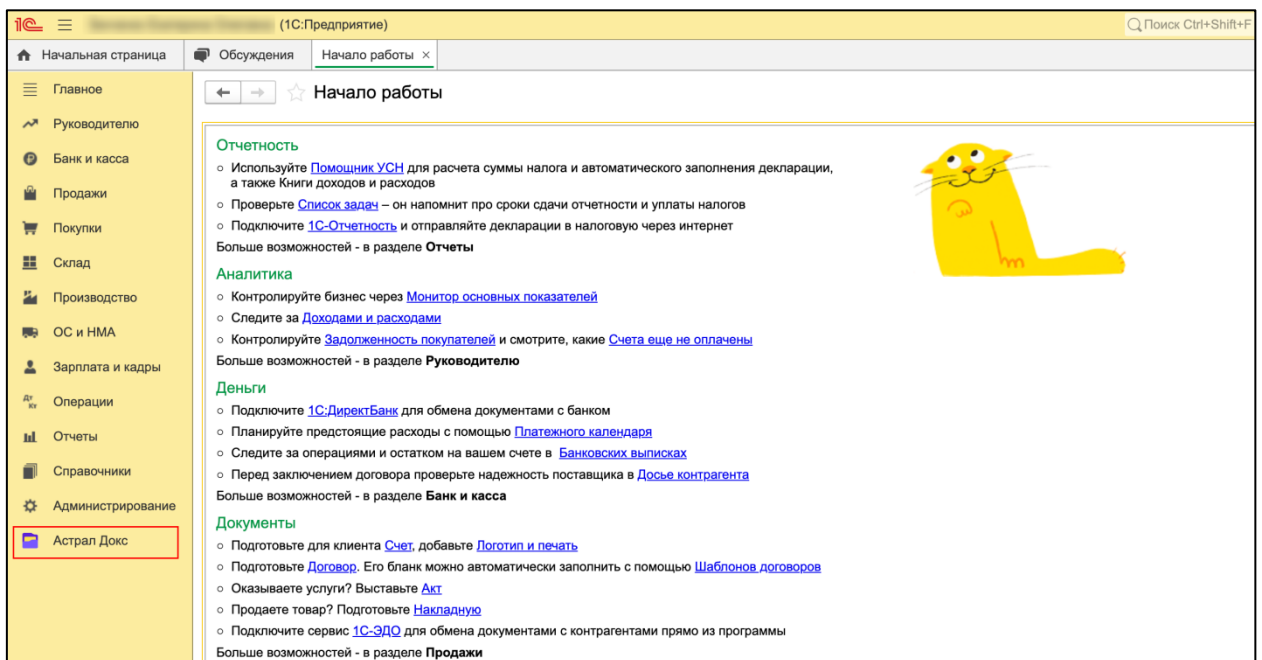 1С (1С:Предприятие) Поиск Ctrl+Shift+F
Начальная страница Обсуждения Начало работы ×
Главное
Руководителю
Банк и касса
Продажи
Покупки
Склад
Производство
ОС и НМА
Зарплата и кадры
Дт Кт Операции
Отчеты
Справочники
Администрирование
Астрал Докс
Начало работы
Отчетность
Используйте Помощник УСН для расчета суммы налога и автоматического заполнения декларации,
а также Книги доходов и расходов
Проверьте Список задач – он напомнит про сроки сдачи отчетности и уплаты налогов
Подключите 1С-Отчетность и отправляйте декларации в налоговую через интернет
Больше возможностей - в разделе Отчеты
Аналитика
Контролируйте бизнес через Монитор основных показателей
Следите за Доходами и расходами
Контролируйте Задолженность покупателей и смотрите, какие Счета еще не оплачены
Больше возможностей - в разделе Руководителю
Деньги
Подключите 1С:ДиректБанк для обмена документами с банком
Планируйте предстоящие расходы с помощью Платежного календаря
Следите за операциями и остатком на вашем счете в Банковских выписках
Перед заключением договора проверьте надежность поставщика в Досье контрагента
Больше возможностей - в разделе Банк и касса
Документы
Подготовьте для клиента Счет, добавьте Логотип и печать
Подготовьте Договор. Его бланк можно автоматически заполнить с помощью Шаблонов договоров
Оказываете услуги? Выставьте Акт
Продаете товар? Подготовьте Накладную
Подключите сервис 1С-ЭДО для обмена документами с контрагентами прямо из программы
Больше возможностей - в разделе Продажи